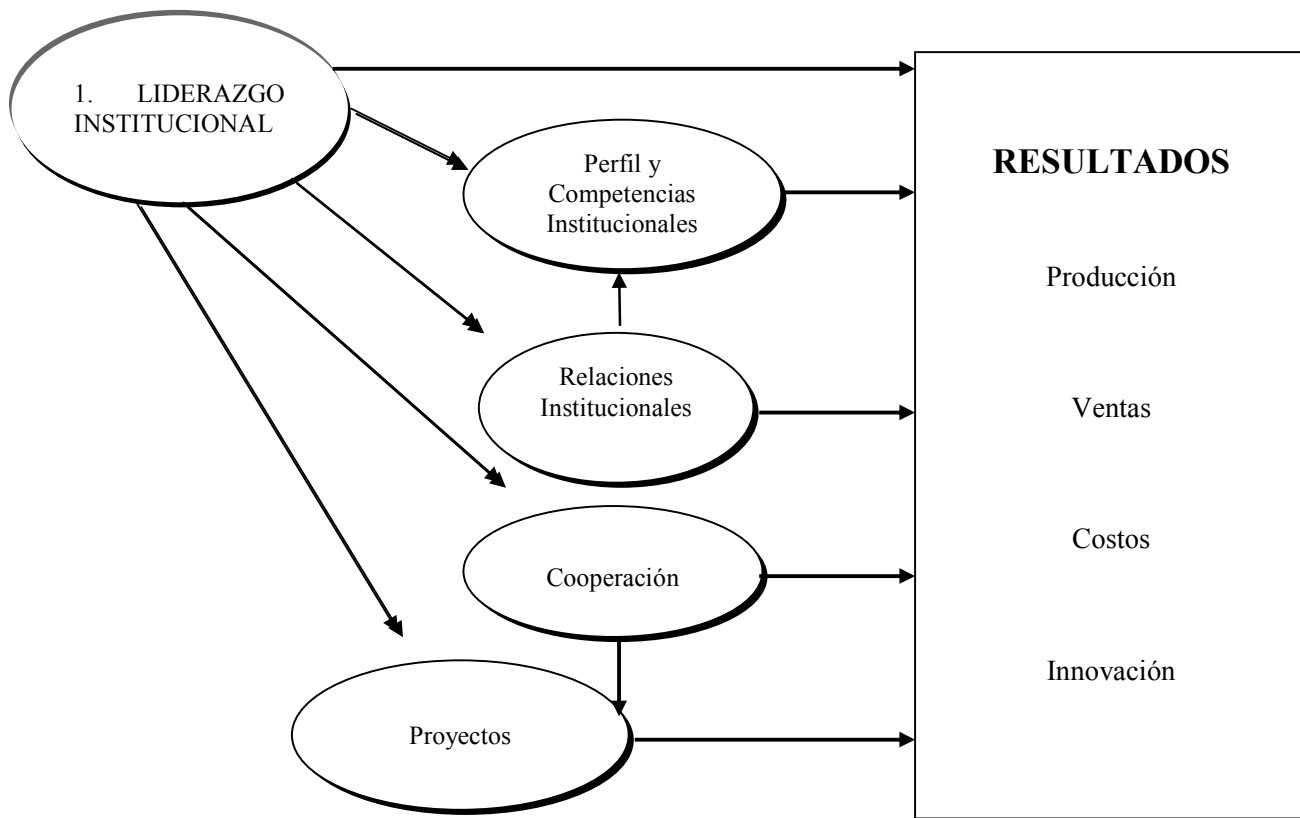 1. LIDERAZGO
INSTITUCIONAL
Perfil y
Competencias
Institucionales
Relaciones
Institucionales
Cooperación
Proyectos
RESULTADOS
Producción
Ventas
Costos
Innovación